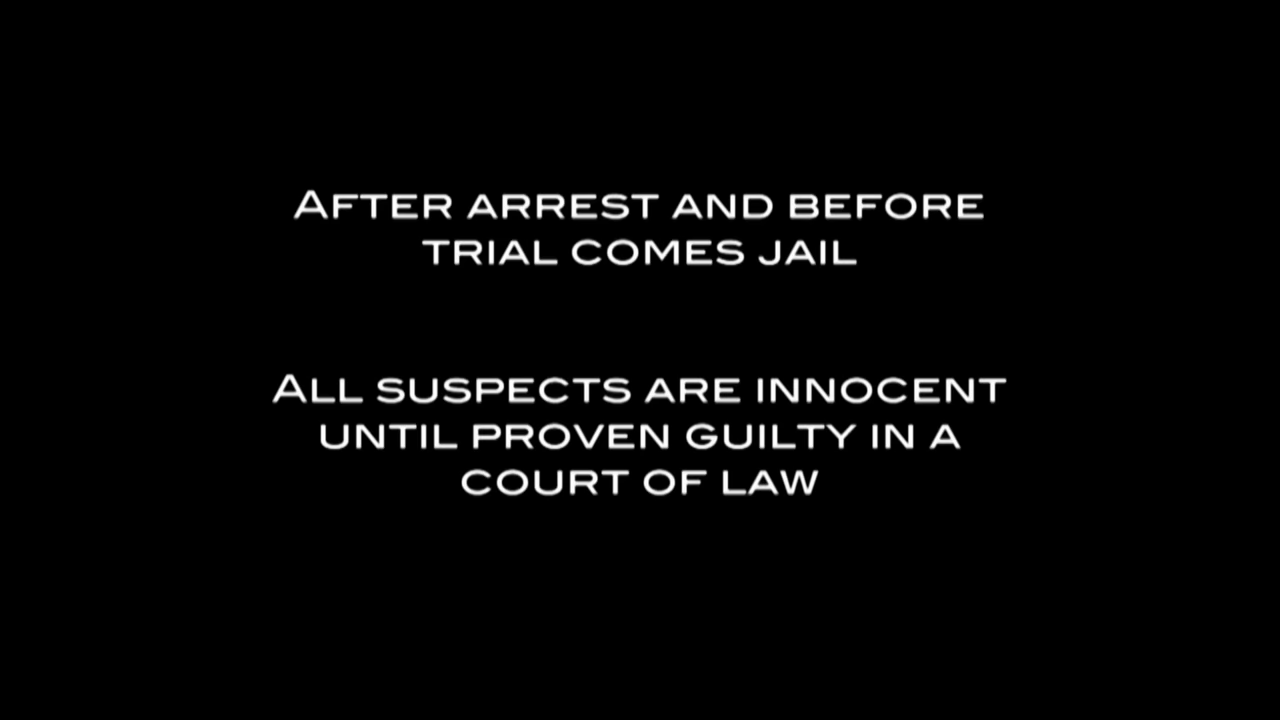 After arrest and before
trial comes jail
All suspects are innocent
until proven guilty in a
court of law